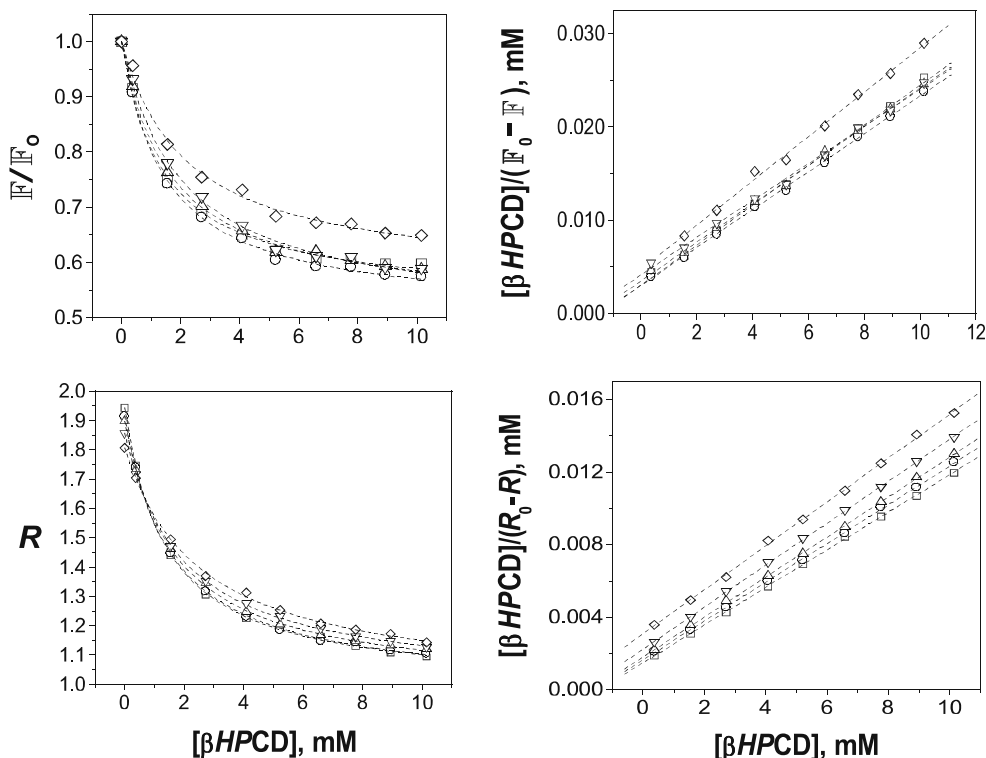 1.0
0.9
0.8
0.7
0.6
0.5
0 2 4 6 8 10
𝔽/𝔽o
0.030
0.020
0.010
0.000
0 2 4 6 8 10 12
[βHPCD]/(𝔽0- 𝔽), mM
2.0
1.9
1.8
1.7
1.6
1.5
1.4
1.3
1.2
1.1
1.0
0 2 4 6 8 10
R
[βHPCD], mM
0.016
0.012
0.008
0.004
0.000
0 2 4 6 8 10
[βHPCD]/(R0-R), mM
[βHPCD], mM